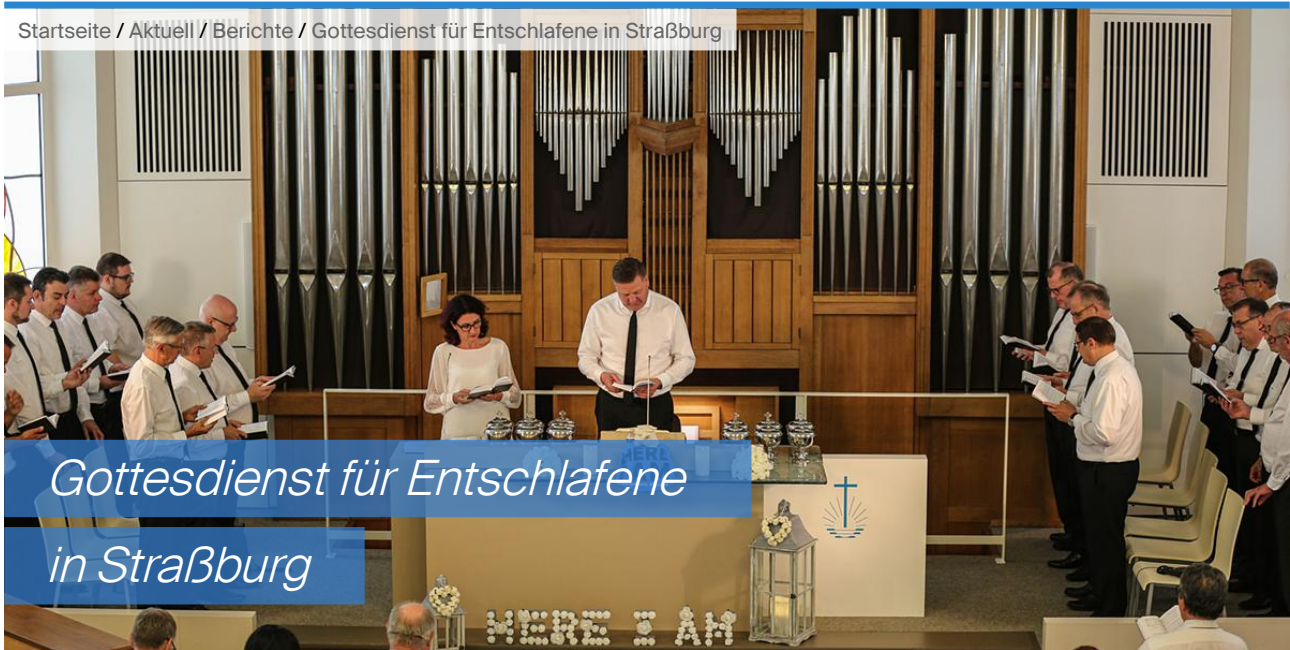 Startseite / Aktuell / Berichte / Gottesdienst für Entschlafene in Straßburg
Gottesdienst für Entschlafene
in Straßburg
HERE I AM